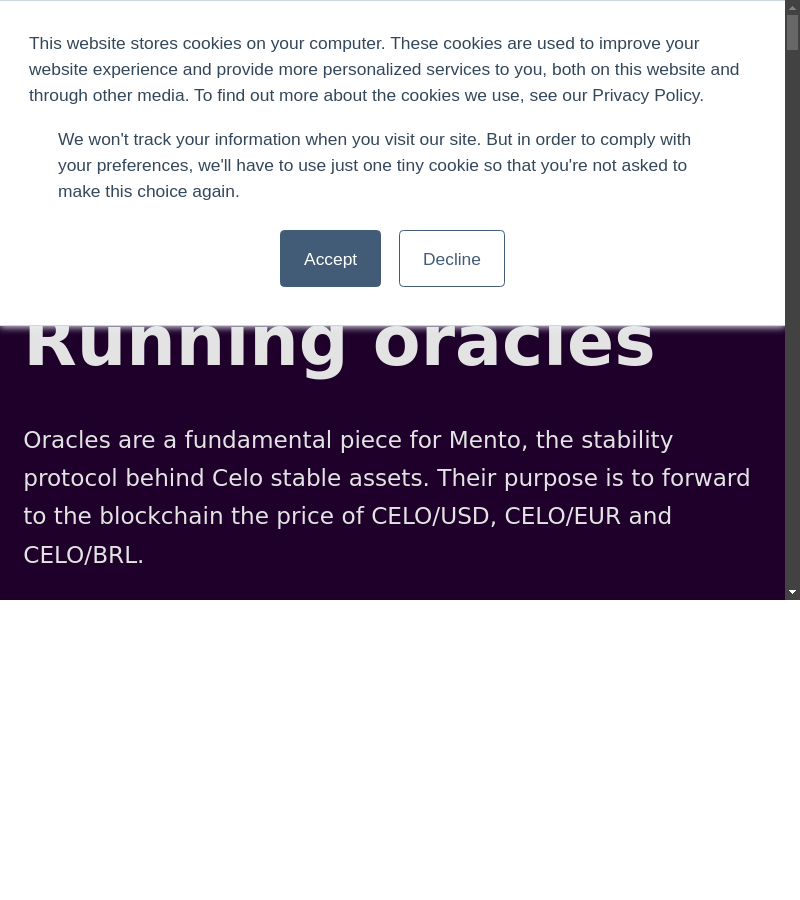 This website stores cookies on your computer. These cookies are used to improve your
website experience and provide more personalized services to you, both on this website and
through other media. To find out more about the cookies we use, see our Privacy Policy.
We won't track your information when you visit our site. But in order to comply with
your preferences, we'll have to use just one tiny cookie so that you're not asked to
make this choice again.
Accept
Decline
Running oracles
Oracles are a fundamental piece for Mento, the stability
protocol behind Celo stable assets. Their purpose is to forward
to the blockchain the price of CELO/USD, CELO/EUR and
CELO/BRL.